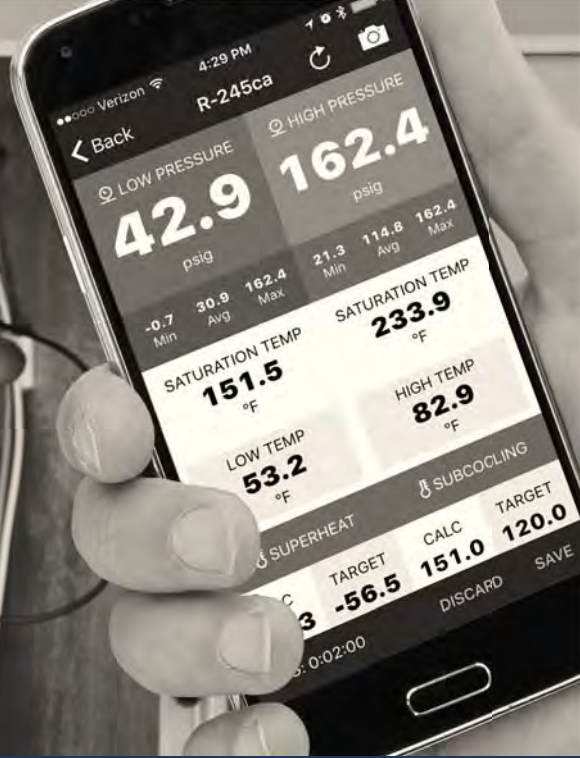 Verizon 4:29 PM
Back R-245ca
LOW PRESSURE
42.9
psig
-0.7 30.9 162.4
Min Avg Max
HIGH PRESSURE
162.4
psig
21.3 114.8 162.4
Min Avg Max
SATURATION TEMP
151.5
°F
SATURATION TEMP
233.9
°F
LOW TEMP
53.2
°F
HIGH TEMP
82.9
°F
SUPERHEAT
TARGET
-56.5
SUBCOCLING
CALC TARGET
151.0 120.0
0:02:00 DISCARD SAVE